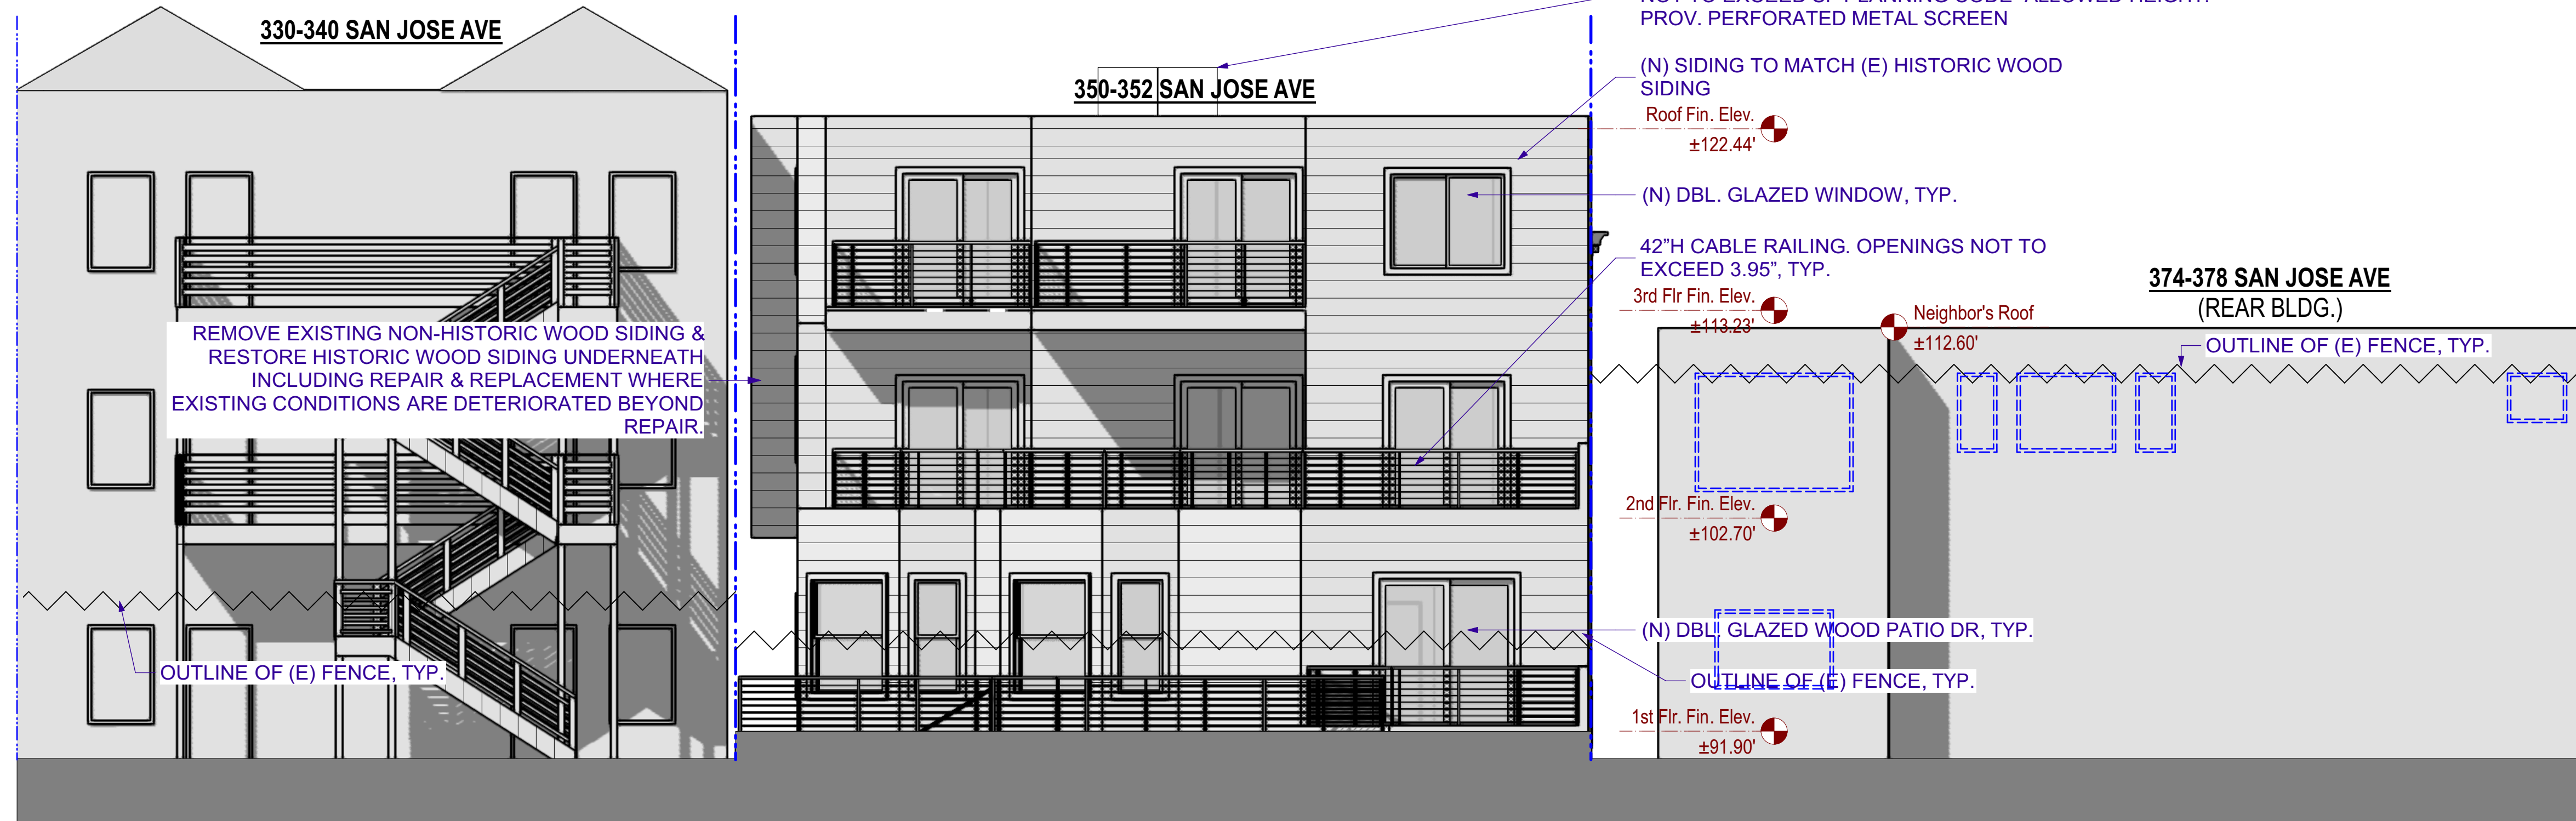 330-340 SAN JOSE AVE
REMOVE EXISTING NON-HISTORIC WOOD SIDING &
RESTORE HISTORIC WOOD SIDING UNDERNEATH
INCLUDING REPAIR & REPLACEMENT WHERE
EXISTING CONDITIONS ARE DETERIORATED BEYOND
REPAIR.
OUTLINE OF (E) FENCE, TYP.
350-352 SAN JOSE AVE
PROV. PERFORATED METAL SCREEN
(N) SIDING TO MATCH (E) HISTORIC WOOD
SIDING
Roof Fin. Elev.
±122.44'
(N) DBL. GLAZED WINDOW, TYP.
42”H CABLE RAILING. OPENINGS NOT TO
EXCEED 3.95”, TYP.
3rd Flr Fin. Elev.
±113.23'
Neighbor's Roof
±112.60'
374-378 SAN JOSE AVE
(REAR BLDG.)
OUTLINE OF (E) FENCE, TYP.
2nd Flr. Fin. Elev.
±102.70'
(N) DBL. GLAZED WOOD PATIO DR, TYP.
OUTLINE OF (E) FENCE, TYP.
1st Flr. Fin. Elev.
±91.90'